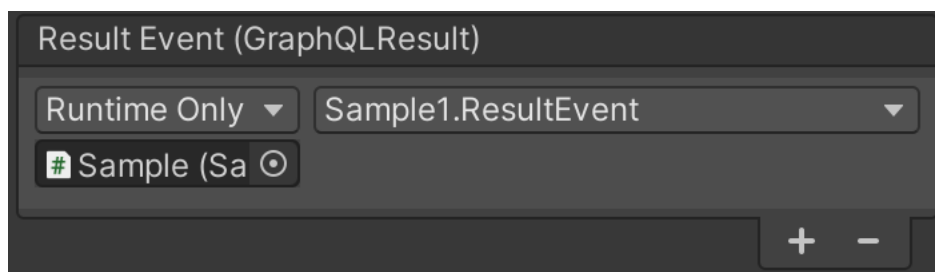 Result Event (GraphQLResult)
Runtime Only Sample1.ResultEvent
# Sample (Sa
+ −